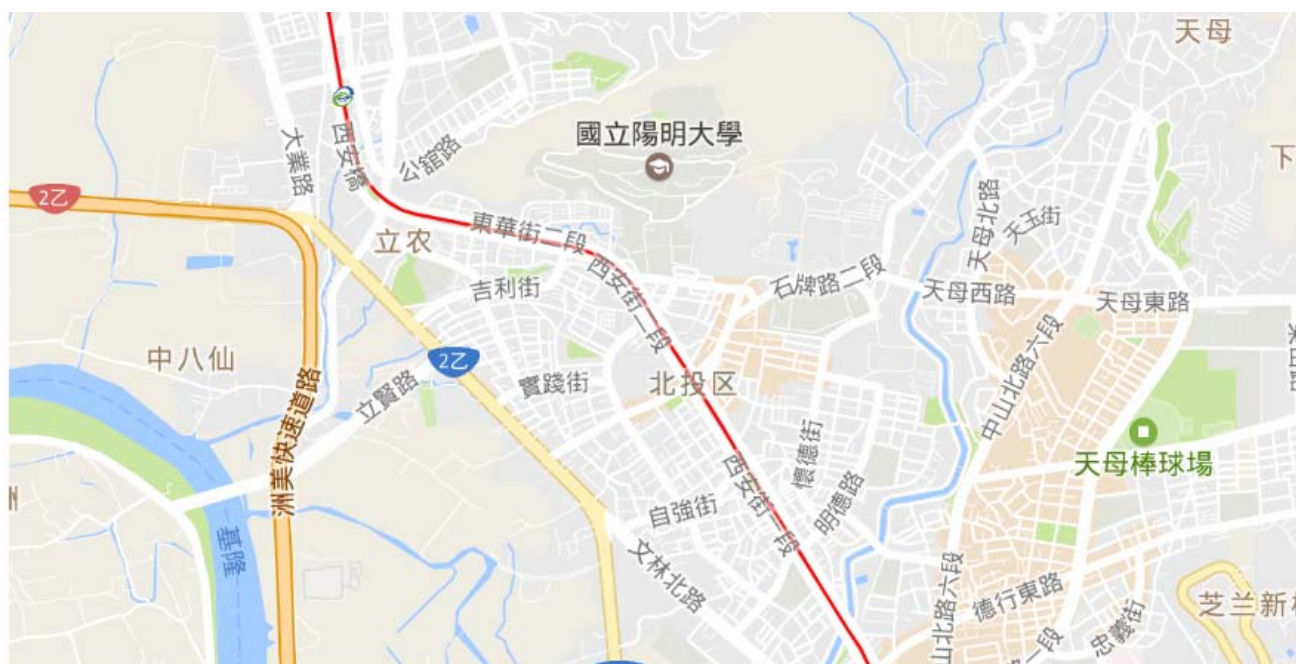 天母
國立陽明大學
下
大業路
西安橋
公舘路
2乙
天母北路
天玉街
立农
東華街二段
西安街二段
吉利街
石牌路二段
天母西路
天母東路
中八仙
2乙
洲美快速道路
立賢路
實踐街
北投区
中山北路六段
天母棒球場
懷德街
明德路
西安街一段
洲
自強街
基隆
文林北路
山北路六段
德行東路
忠義街
一段
芝兰新